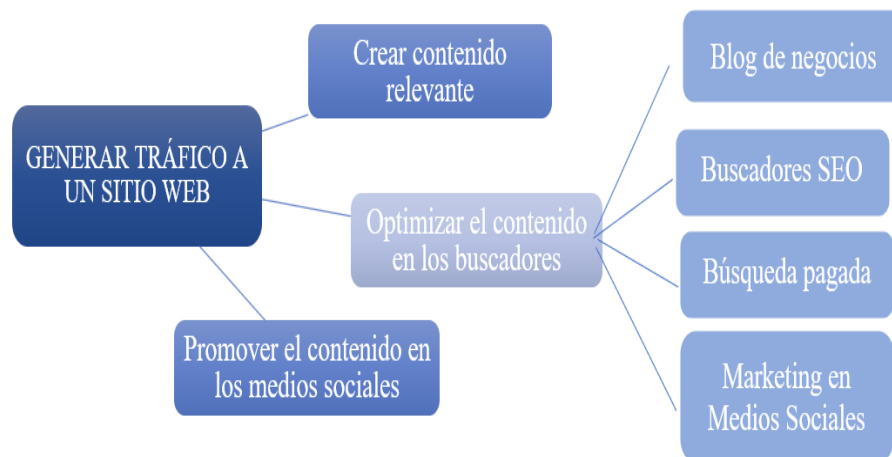 GENERAR TRÁFICO A
UN SITIO WEB
Crear contenido
relevante
Optimizar el contenido
en los buscadores
Promover el contenido en
los medios sociales
Blog de negocios
Buscadores SEO
Búsqueda pagada
Marketing en
Medios Sociales